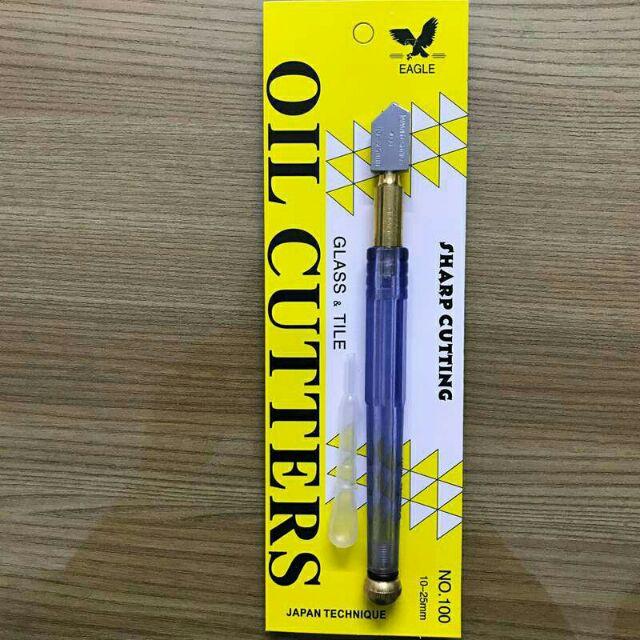 EAGLE
OIL CUTTERS
GLASS & TILE
SHARP CUTTING
NO.100
10-25mm
JAPAN TECHNIQUE